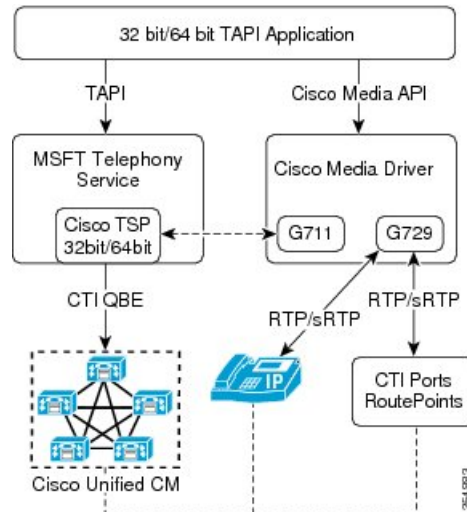 32 bit/64 bit TAPI Application
TAPI
Cisco Media API
MSFT Telephony
Service
Cisco TSP
32bit/64bit
Cisco Media Driver
G711
G729
CTI QBE
RTP/sRTP
RTP/sRTP
IP
CTI Ports
RoutePoints
Cisco Unified CM